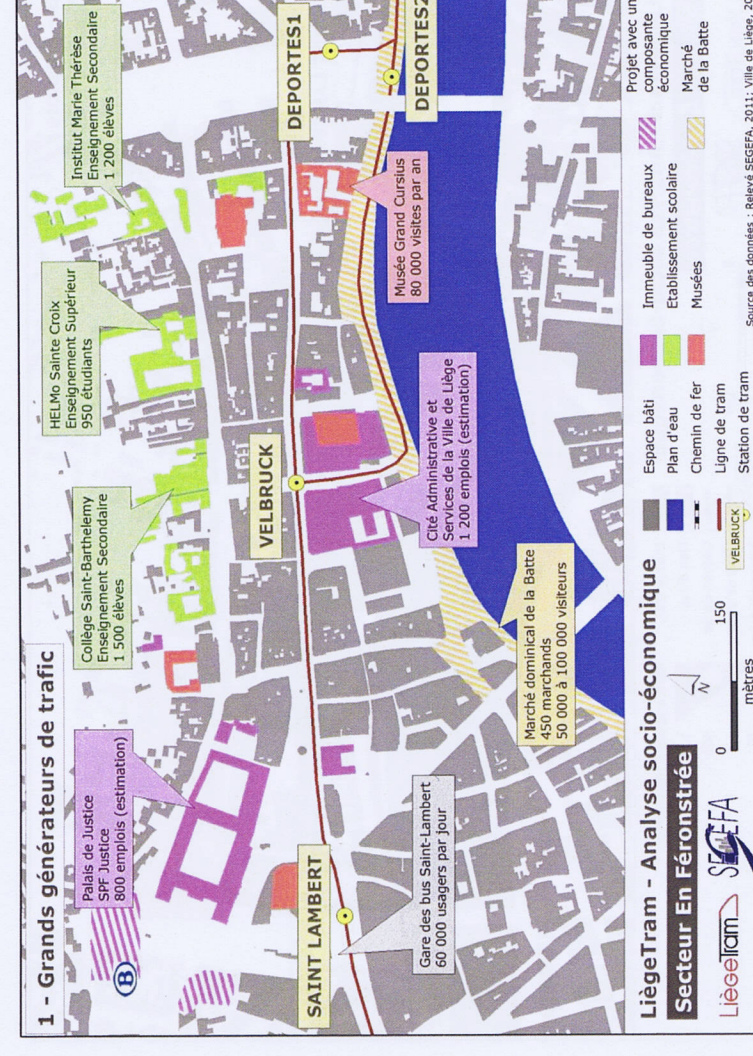 1 - Grands générateurs de trafic
Palais de Justice
SPF Justice
800 emplois (estimation)
Collège Saint-Barthelemy
Enseignement Secondaire
1 500 élèves
HELMo Sainte Croix
Enseignement Supérieur
950 étudiants
Institut Marie Thérèse
Enseignement Secondaire
1 200 élèves
B
SAINT LAMBERT
VELBRUCK
DEPORTES1
DEPORTES2
Gare des bus Saint-Lambert
60 000 usagers par jour
Marché dominical de la Batte
450 marchands
50 000 à 100 000 visiteurs
Cité Administrative et
Services de la Ville de Liège
1 200 emplois (estimation)
Musée Grand Cursius
80 000 visites par an
LiègeTram - Analyse socio-économique
Secteur En Féronstrée
LiègeTram
SEGEFA
N
0 150
mètres
Espace bâti
Plan d'eau
Chemin de fer
Ligne de tram
VELBRUCK
Station de tram
Immeuble de bureaux
Etablissement scolaire
Musées
Projet avec un
composante
économique
Marché
de la Batte
Source des données : Relevé SEGEFA, 2011; Ville de Liège, 20